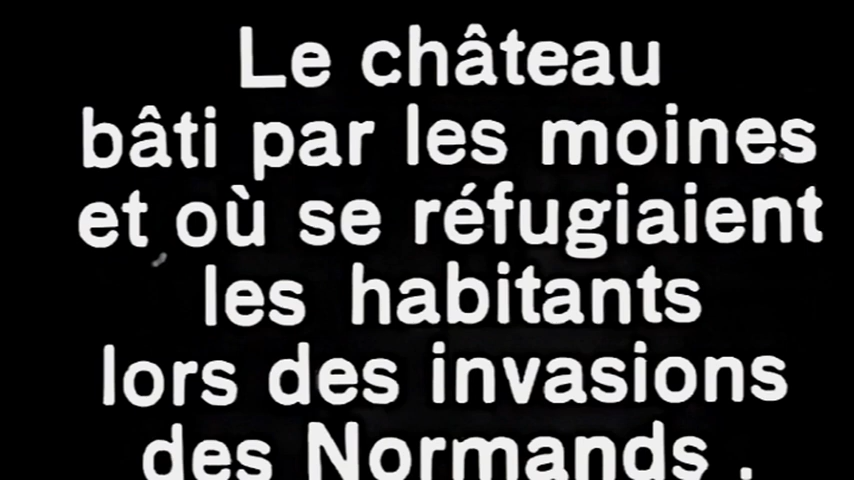 Le château
bâti par les moines
et où se réfugiaient
les habitants
lors des invasions
des Normands .